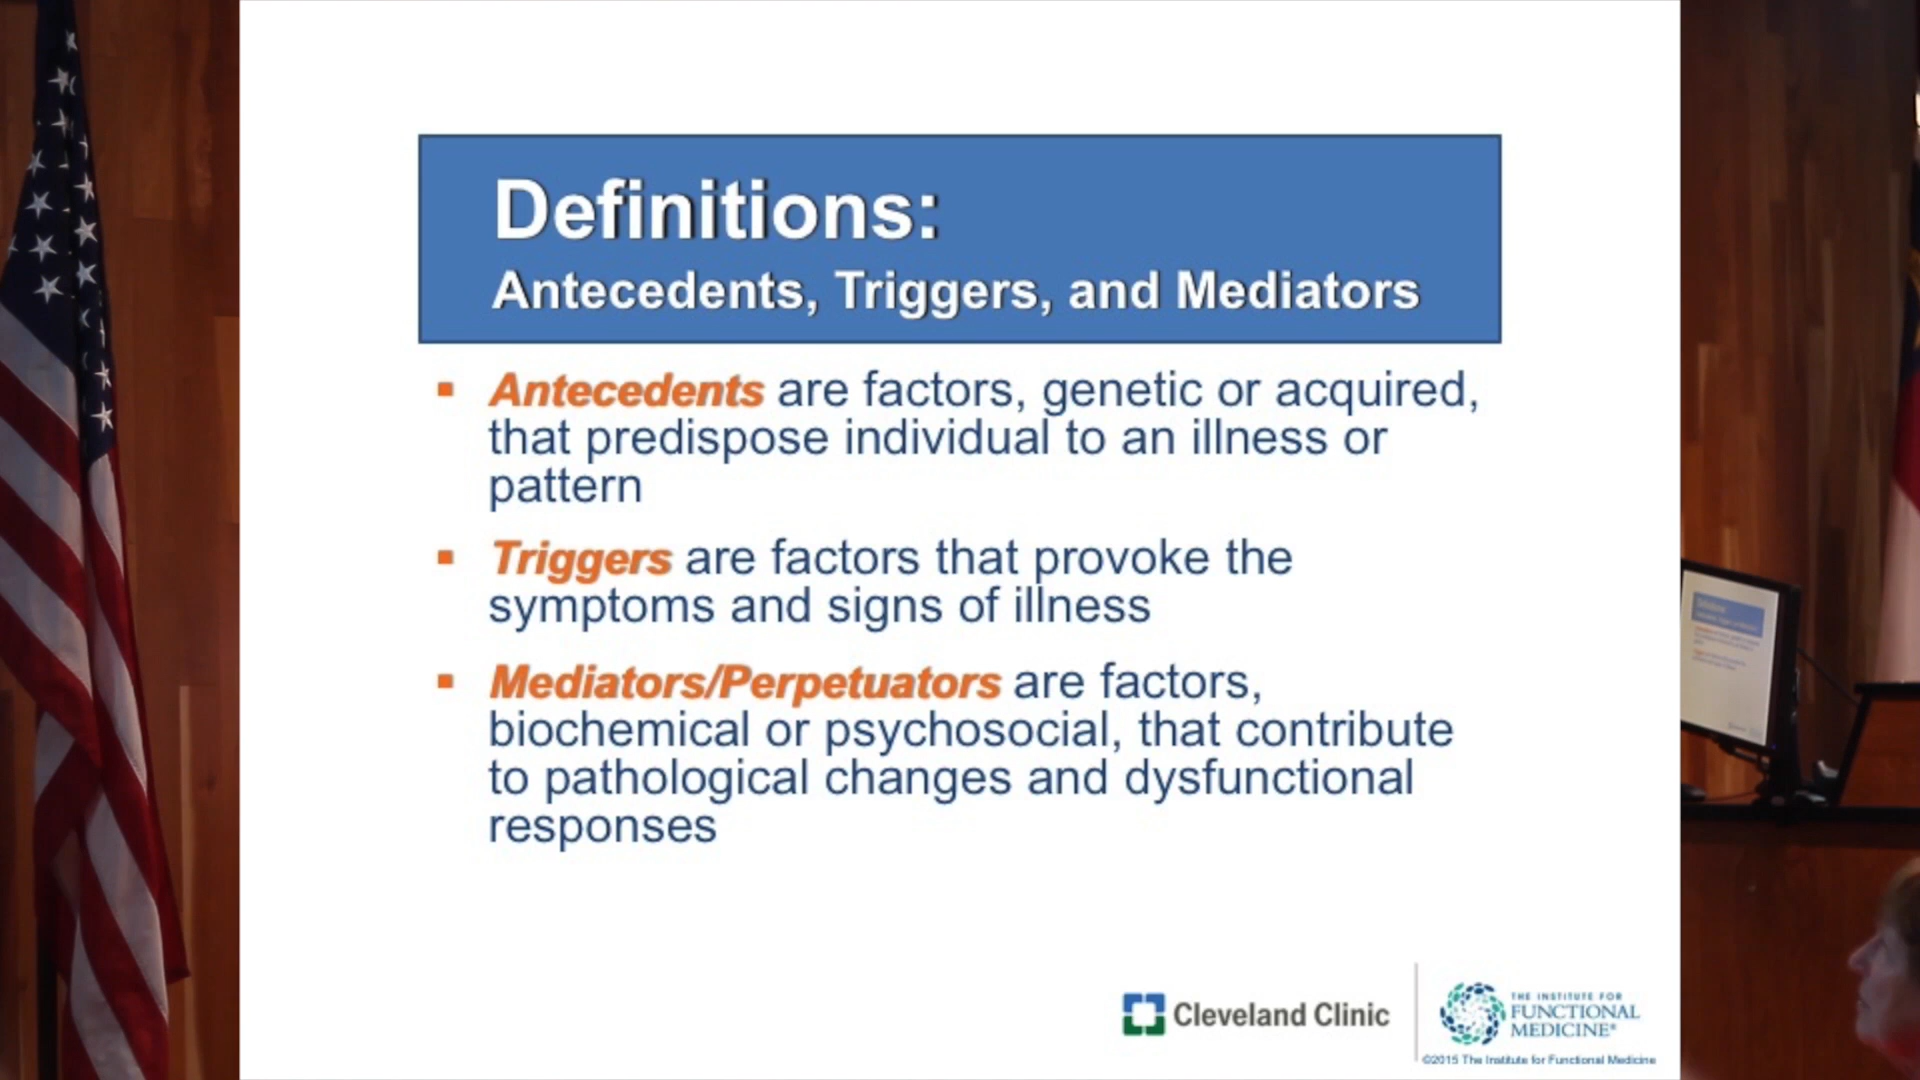 Definitions:
Antecedents, Triggers, and Mediators
▪ Antecedents are factors, genetic or acquired,
that predispose individual to an illness or
pattern
▪ Triggers are factors that provoke the
symptoms and signs of illness
▪ Mediators/Perpetuators are factors,
biochemical or psychosocial, that contribute
to pathological changes and dysfunctional
responses
Cleveland Clinic
THE INSTITUTE FOR
FUNCTIONAL
MEDICINE®
©2015 The Institute for Functional Medicine